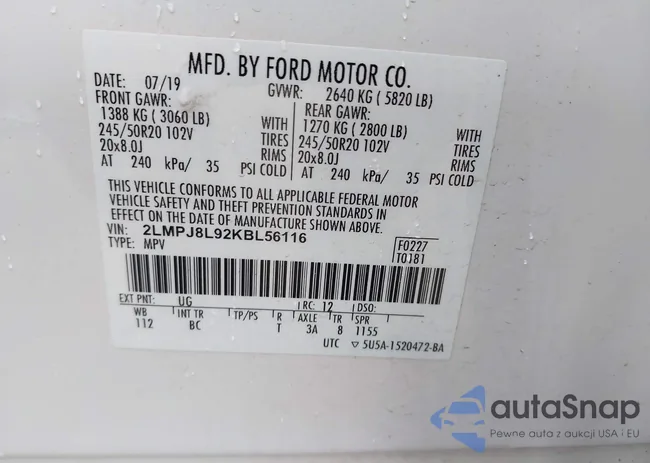 MFD. BY FORD MOTOR CO.
DATE: 07/19 GVWR: 2640 KG ( 5820 LB)
FRONT GAWR: REAR GAWR:
1388 KG ( 3060 LB) WITH 1270 KG ( 2800 LB) WITH
245/50R20 102V TIRES 245/50R20 102V TIRES
20x8.0J RIMS 20x8.0J RIMS
AT 240 kPa/ 35 PSI COLD AT 240 kPa/ 35 PSI COLD
THIS VEHICLE CONFORMS TO ALL APPLICABLE FEDERAL MOTOR
VEHICLE SAFETY AND THEFT PREVENTION STANDARDS IN
EFFECT ON THE DATE OF MANUFACTURE SHOWN ABOVE.
VIN: 2LMPJ8L92KBL56116
TYPE: MPV
F0227
T0181
EXT PNT: UG RC: 12 DSO:
WB INT TR TP/PS R AXLE TR SPR
112 BC T 3A 8 1155
UTC ▽ 5U5A-1520472-BA
autoSnap
Pewne auta z aukcji USA i EU